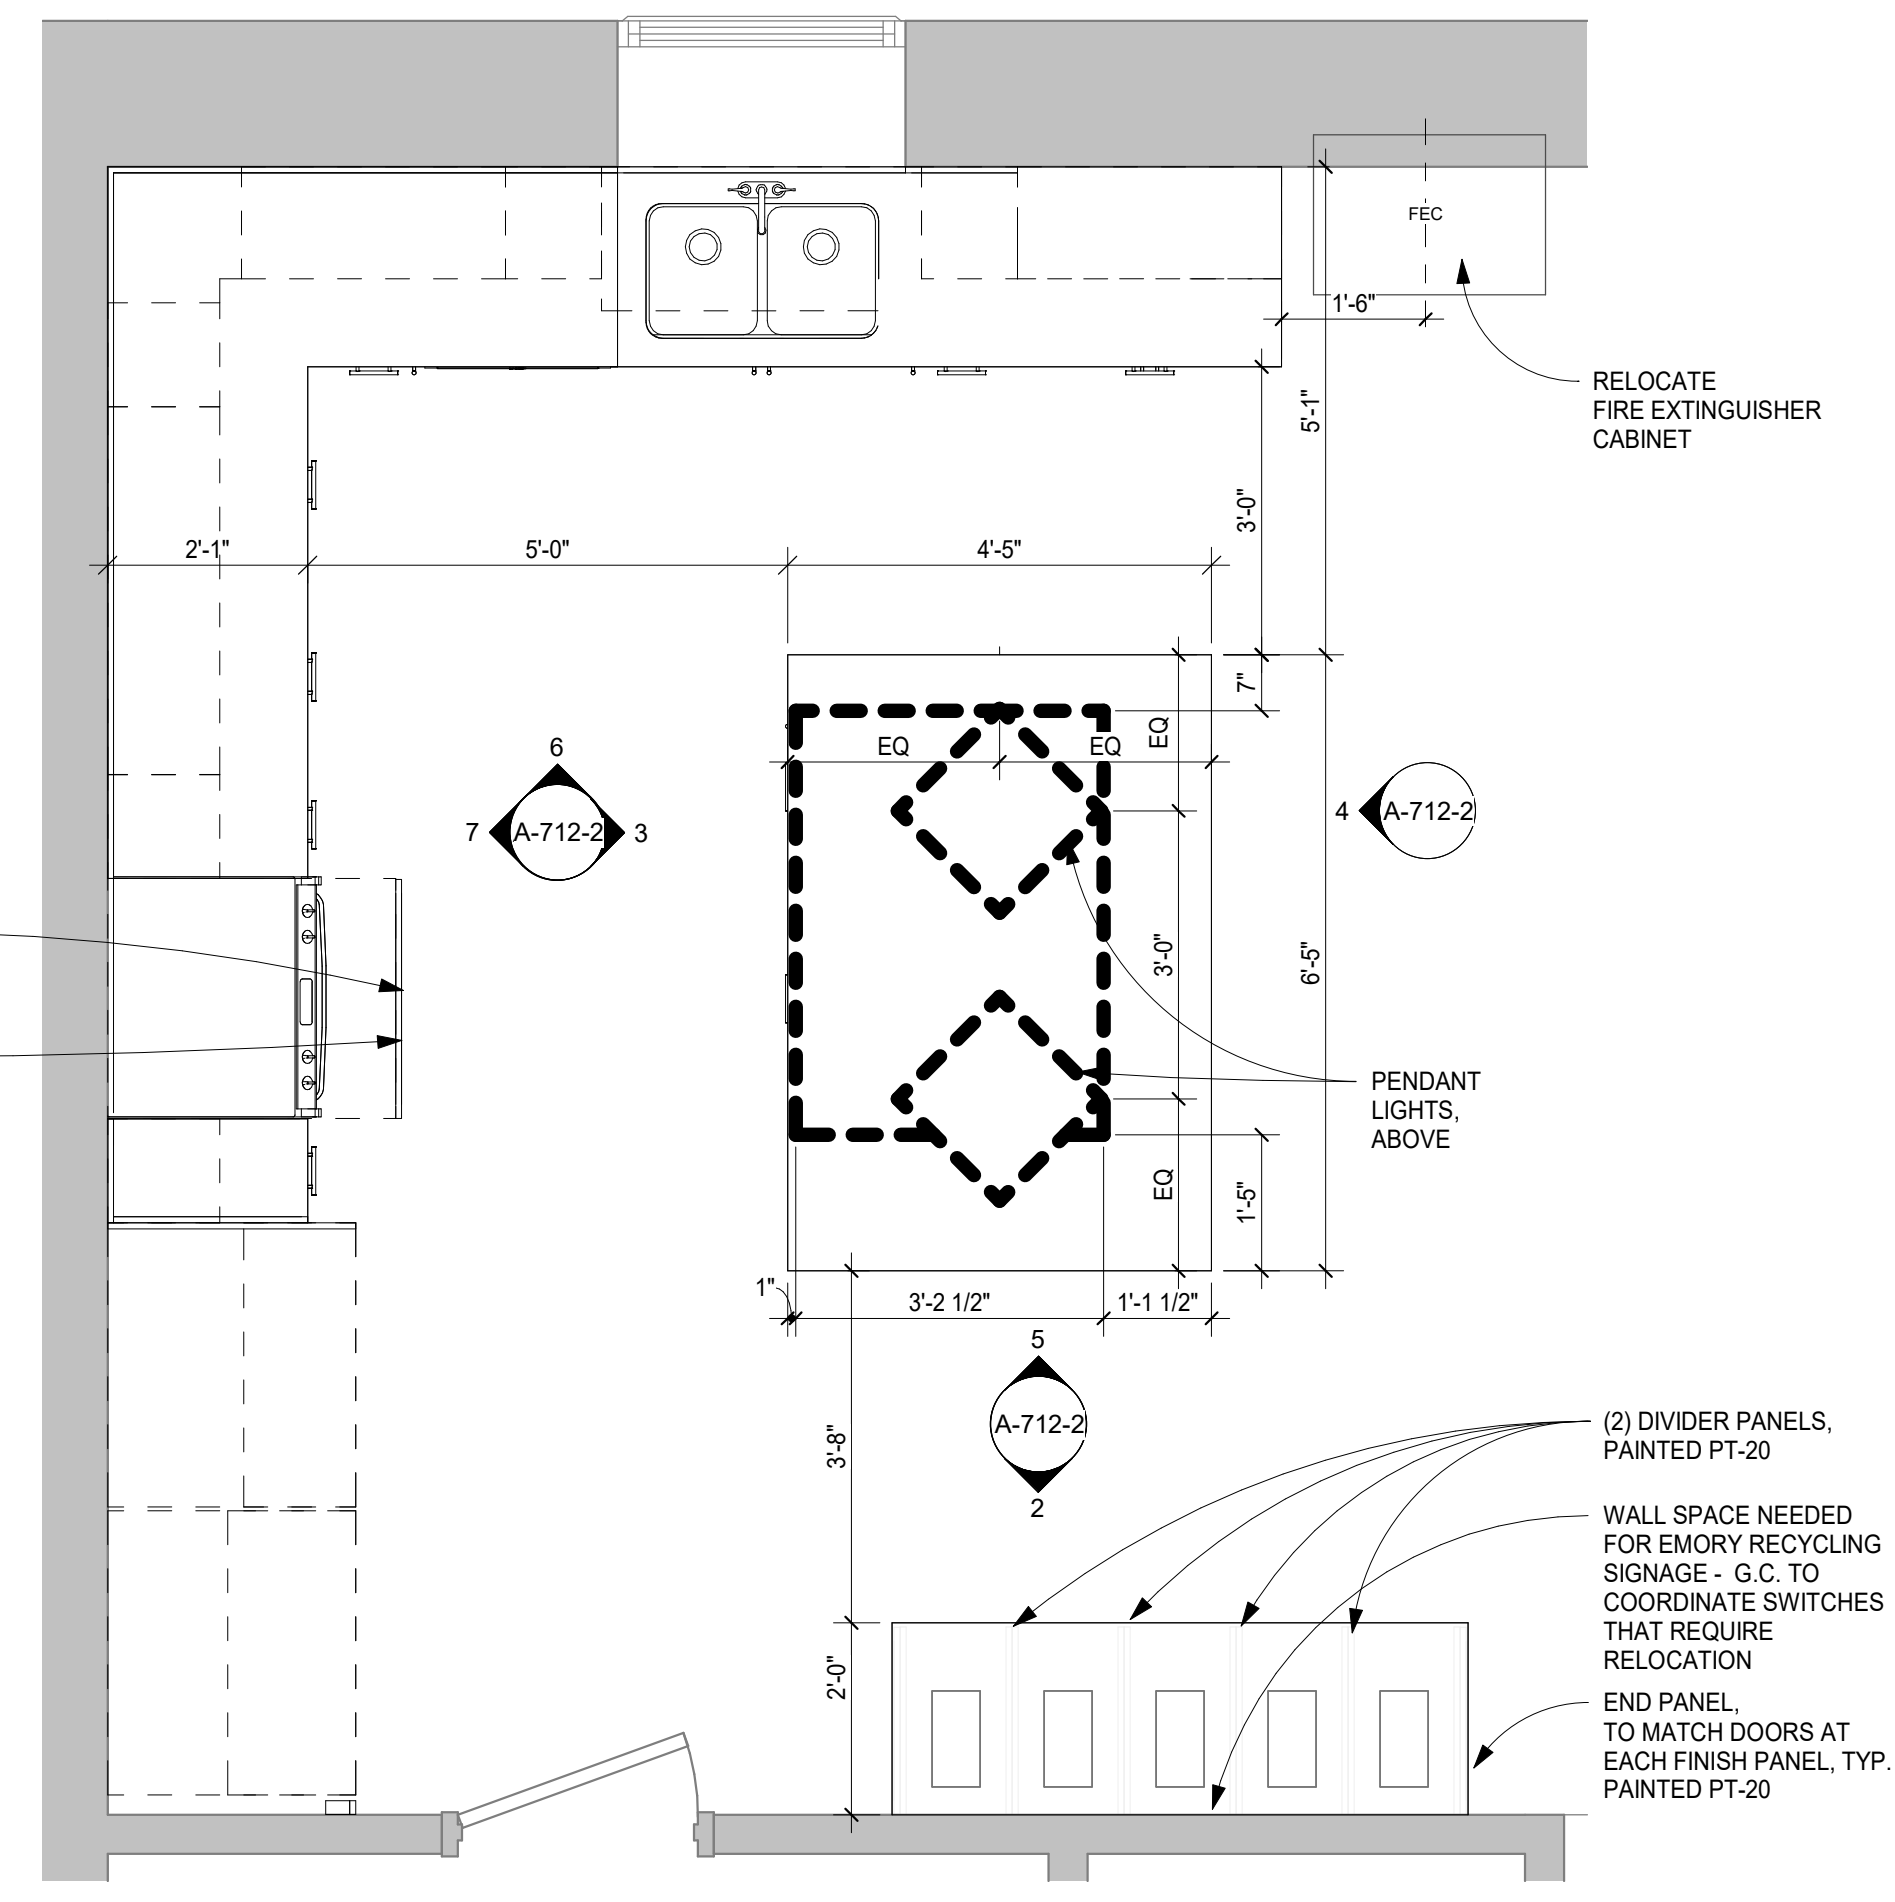 FEC
1'-6"
RELOCATE
FIRE EXTINGUISHER
CABINET
5'-1"
3'-0"
2'-1"
5'-0"
4'-5"
7"
EQ
EQ
EQ
6
7
A-712-2
3
4
A-712-2
3'-0"
6'-5"
PENDANT
LIGHTS,
ABOVE
EQ
1'-5"
1"
3'-2 1/2"
1'-1 1/2"
5
A-712-2
2
3'-8"
(2) DIVIDER PANELS,
PAINTED PT-20
WALL SPACE NEEDED
FOR EMORY RECYCLING
SIGNAGE - G.C. TO
COORDINATE SWITCHES
THAT REQUIRE
RELOCATION
2'-0"
END PANEL,
TO MATCH DOORS AT
EACH FINISH PANEL, TYP.
PAINTED PT-20